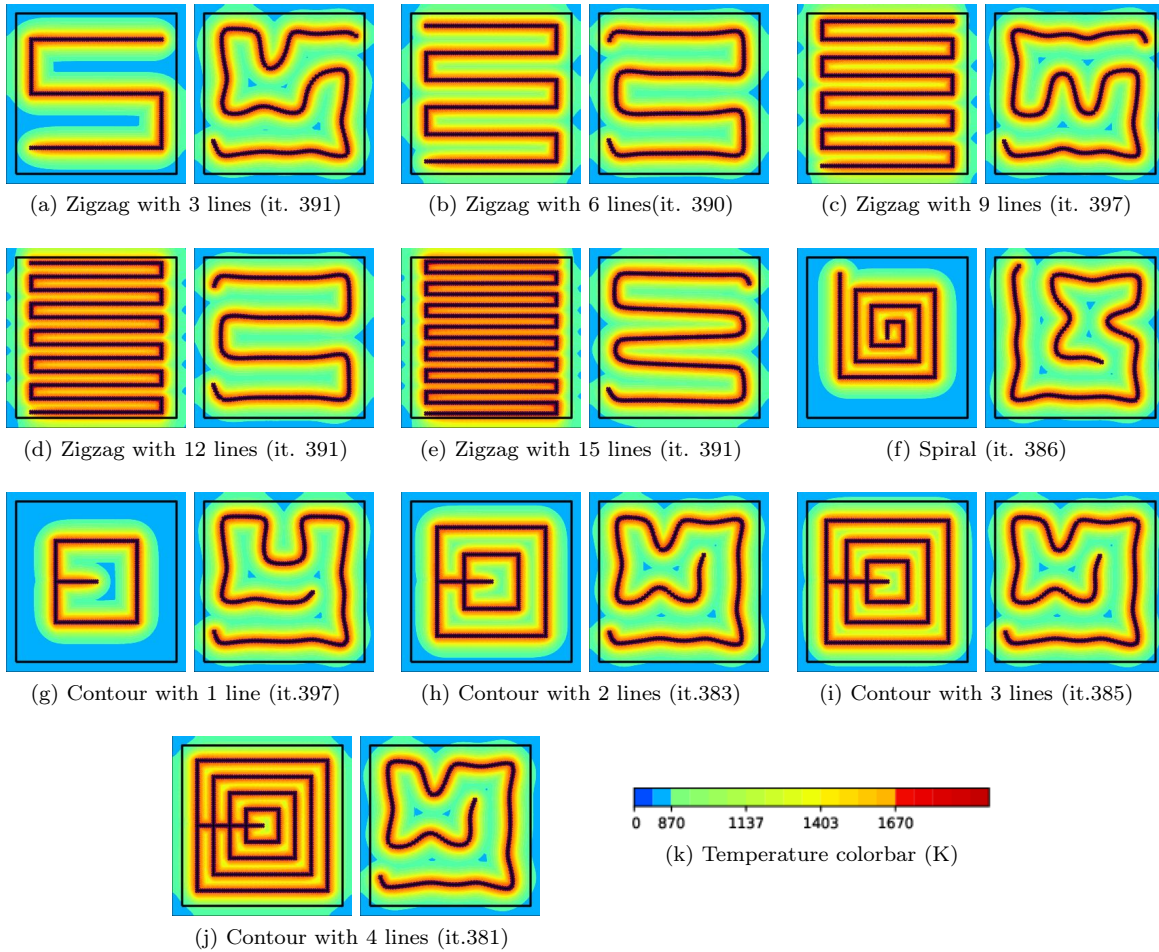 (a) Zigzag with 3 lines (it. 391)
(b) Zigzag with 6 lines(it. 390)
(c) Zigzag with 9 lines (it. 397)
(d) Zigzag with 12 lines (it. 391)
(e) Zigzag with 15 lines (it. 391)
(f) Spiral (it. 386)
(g) Contour with 1 line (it.397)
(h) Contour with 2 lines (it.383)
(i) Contour with 3 lines (it.385)
0 870 1137 1403 1670
(k) Temperature colorbar (K)
(j) Contour with 4 lines (it.381)